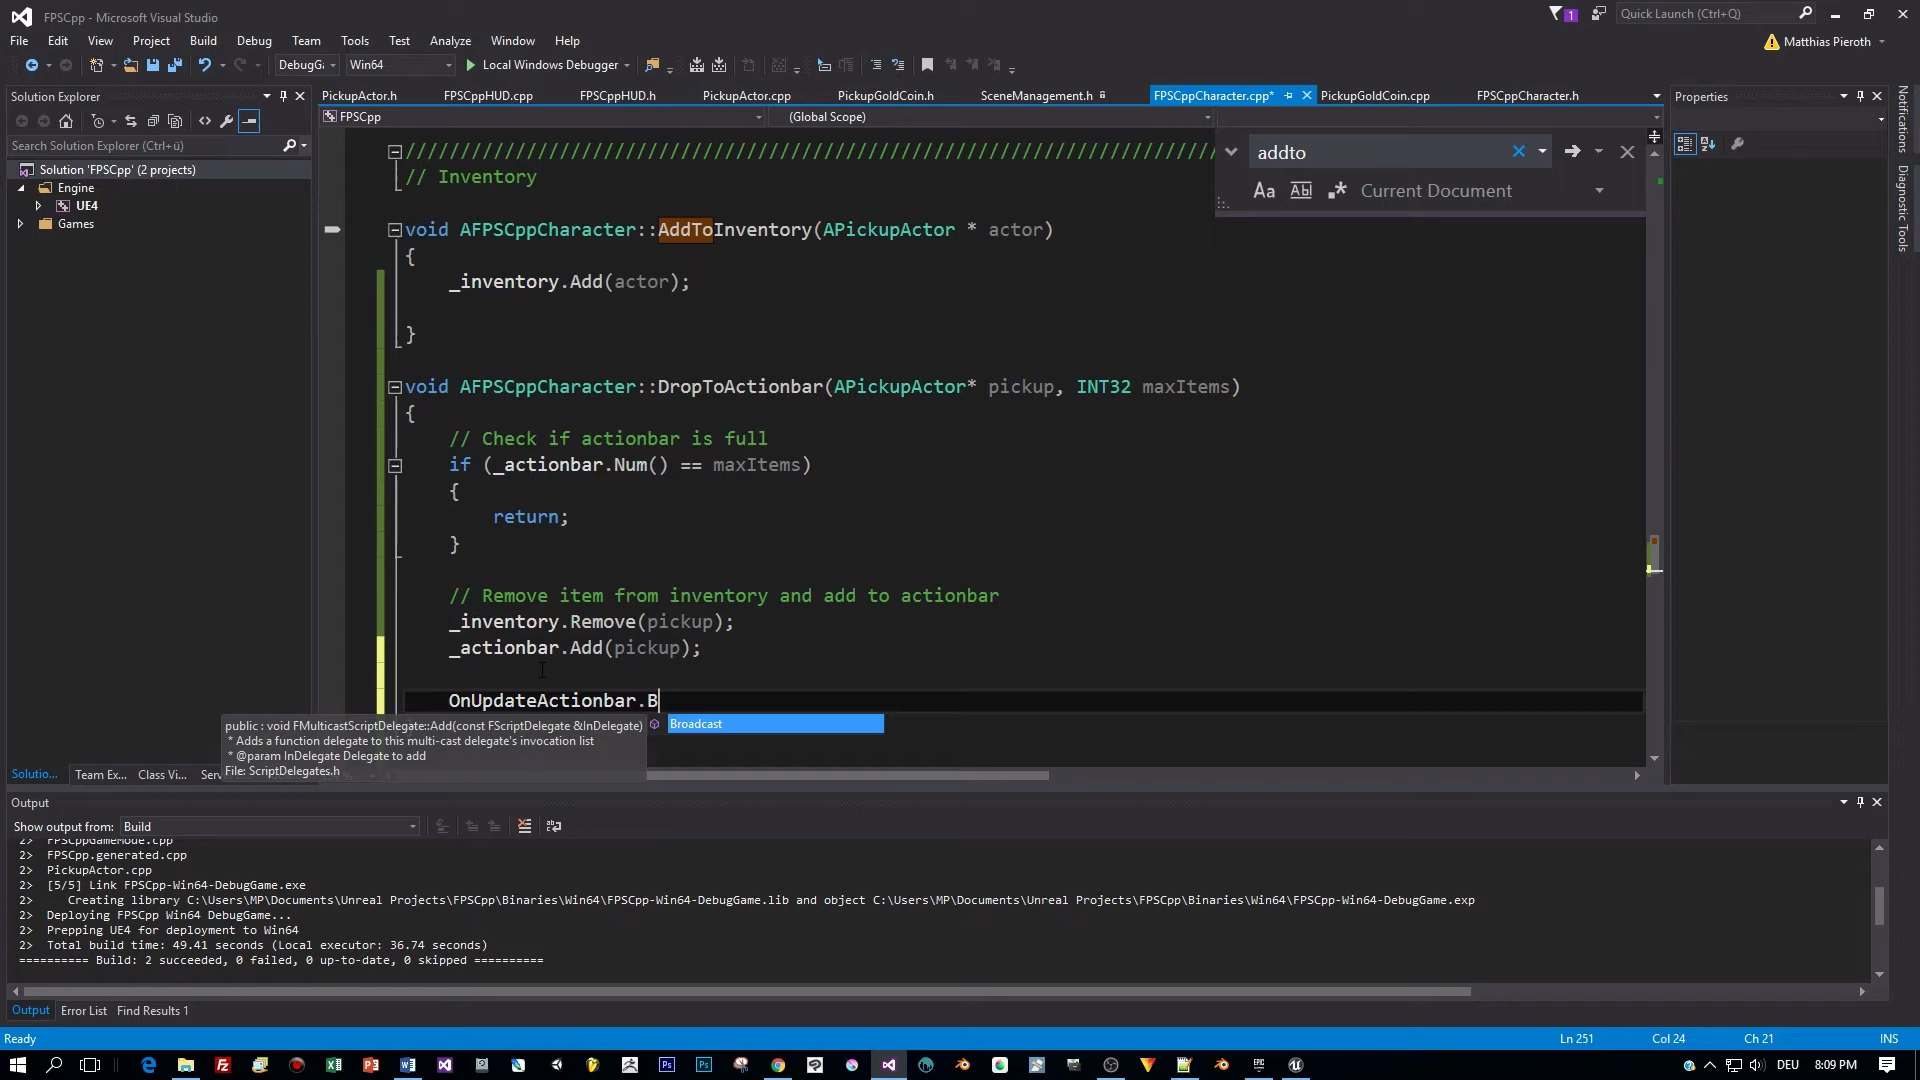 FPSCpp - Microsoft Visual Studio
1
Quick Launch (Ctrl+Q)
File Edit View Project Build Debug Team Tools Test Analyze Window Help
Matthias Pieroth
DebugG Win64 Local Windows Debugger
Solution Explorer
PickupActor.h FPSCppHUD.cpp FPSCppHUD.h PickupActor.cpp PickupGoldCoin.h SceneManagement.h FPSCppCharacter.cpp* PickupGoldCoin.cpp FPSCppCharacter.h
Properties
Notifications
Diagnostic Tools
FPSCpp
(Global Scope)
Search Solution Explorer (Ctrl+ü)
Solution 'FPSCpp' (2 projects)
Engine
UE4
Games
addto
Aa Abl .* Current Document
//////////////////////////////////////////////////////////////////////////
// Inventory
void AFPSCppCharacter::AddToInventory(APickupActor * actor)
{
_inventory.Add(actor);
}
void AFPSCppCharacter::DropToActionbar(APickupActor* pickup, INT32 maxItems)
{
// Check if actionbar is full
if (_actionbar.Num() == maxItems)
{
return;
}
// Remove item from inventory and add to actionbar
_inventory.Remove(pickup);
_actionbar.Add(pickup);
OnUpdateActionbar.B
Broadcast
public : void FMulticastScriptDelegate::Add(const FScriptDelegate &InDelegate)
* Adds a function delegate to this multi-cast delegate's invocation list
* @param InDelegate Delegate to add
File: ScriptDelegates.h
Solutio... Team Ex... Class Vi... Serv
Output
Show output from: Build
2> FPSCppGameMode.cpp
2> FPSCpp.generated.cpp
2> PickupActor.cpp
2> [5/5] Link FPSCpp-Win64-DebugGame.exe
2> Creating library C:\Users\MP\Documents\Unreal Projects\FPSCpp\Binaries\Win64\FPSCpp-Win64-DebugGame.lib and object C:\Users\MP\Documents\Unreal Projects\FPSCpp\Binaries\Win64\FPSCpp-Win64-DebugGame.exp
2> Deploying FPSCpp Win64 DebugGame...
2> Prepping UE4 for deployment to Win64
2> Total build time: 49.41 seconds (Local executor: 36.74 seconds)
========== Build: 2 succeeded, 0 failed, 0 up-to-date, 0 skipped ==========
Output Error List Find Results 1
Ready
Ln 251 Col 24 Ch 21 INS
DEU 8:09 PM